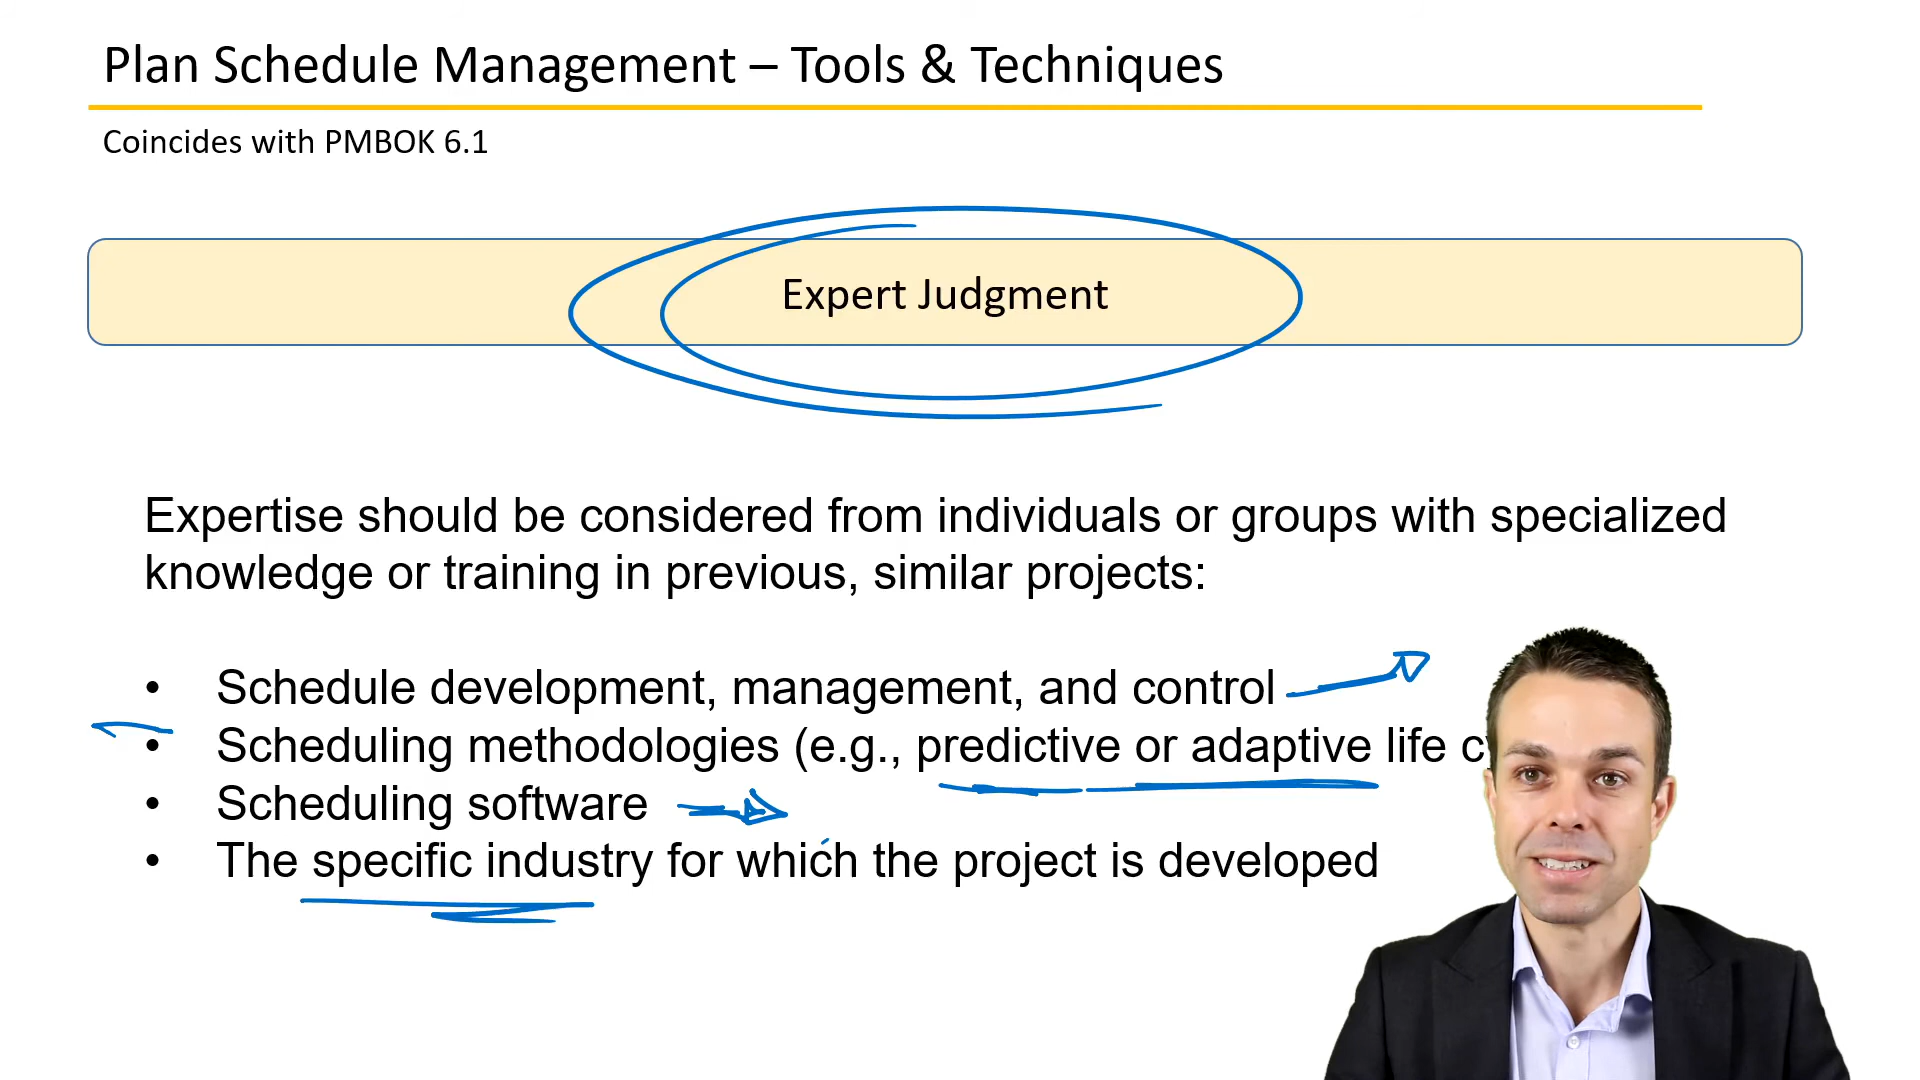 Plan Schedule Management – Tools & Techniques
Coincides with PMBOK 6.1
Expert Judgment
Expertise should be considered from individuals or groups with specialized
knowledge or training in previous, similar projects:
• Schedule development, management, and control
• Scheduling methodologies (e.g., predictive or adaptive life
• Scheduling software
• The specific industry for which the project is developed